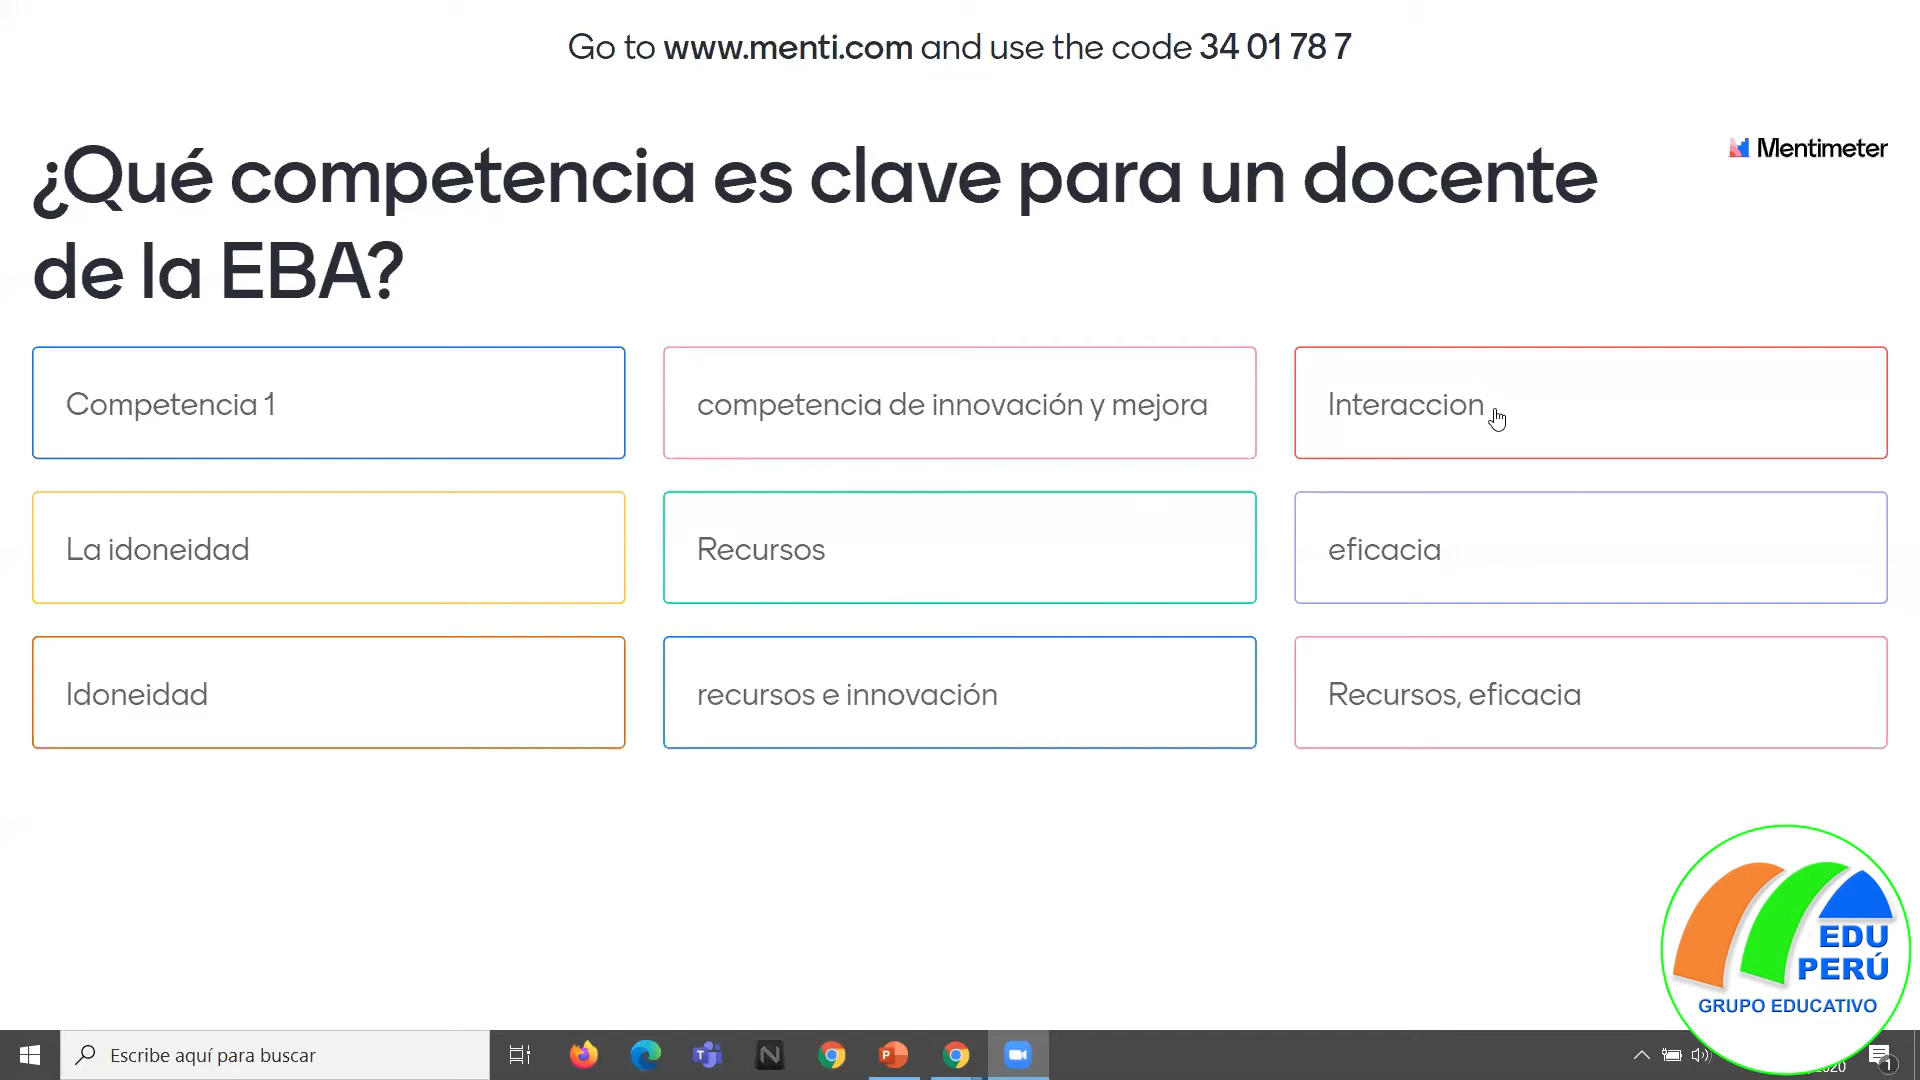 Go to www.menti.com and use the code 34 01 78 7
Mentimeter
¿Qué competencia es clave para un docente
de la EBA?
Competencia 1
competencia de innovación y mejora
Interaccion
La idoneidad
Recursos
eficacia
Idoneidad
recursos e innovación
Recursos, eficacia
EDU
PERÚ
GRUPO EDUCATIVO
Escribe aquí para buscar
1